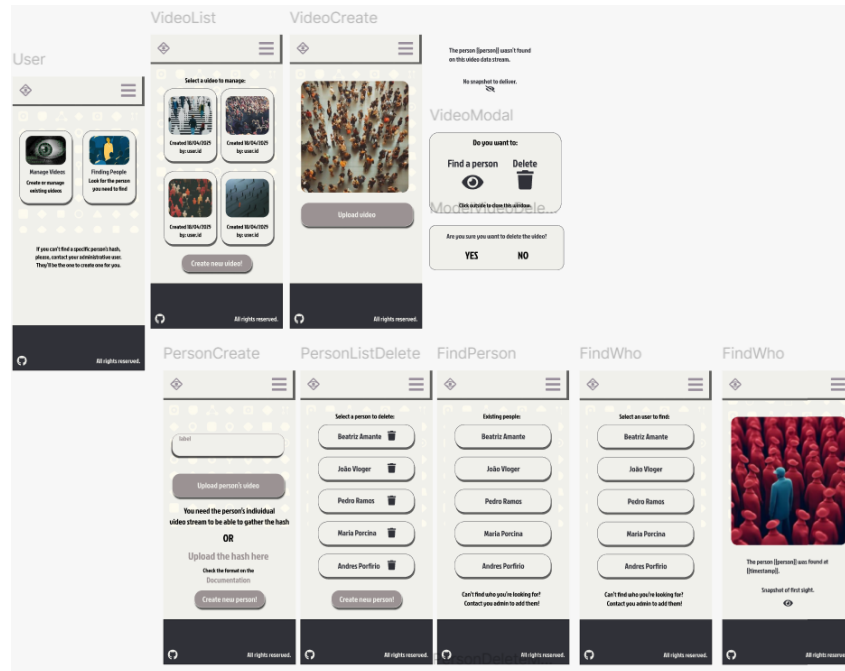 User
Manage Videos
Create or manage
existing videos
Finding People
Look for the person
you need to find
If you can't find a specific person's hash,
please, contact your administrative user.
They'll be the one to create one for you.
All rights reserved.
VideoList
Select a video to manage:
Created 18/04/2025
by: user.id
Created 18/04/2025
by: user.id
Created 18/04/2025
by: user.id
Created 18/04/2025
by: user.id
Create new video!
All rights reserved.
VideoCreate
Upload video
All rights reserved.
The person [[person]] wasn't found
on this video data stream.
No snapshot to deliver.
VideoModal
Do you want to:
Find a person
Delete
Click outside to close this window.
ModerVideoDele...
Are you sure you want to delete the video?
YES
NO
PersonCreate
label
Upload person's video
You need the person's individual
video stream to be able to gather the hash
OR
Upload the hash here
Check the format on the
Documentation
Create new person!
All rights reserved.
PersonListDelete
Select a person to delete:
Beatriz Amante
João Vloger
Pedro Ramos
Maria Porcina
Andres Porfirio
Create new person!
All rights reserved.
FindPerson
Existing people:
Beatriz Amante
João Vloger
Pedro Ramos
Maria Porcina
Andres Porfirio
Can't find who you're looking for?
Contact you admin to add them!
All rights reserved.
FindWho
Select an user to find:
Beatriz Amante
João Vloger
Pedro Ramos
Maria Porcina
Andres Porfirio
Can't find who you're looking for?
Contact you admin to add them!
All rights reserved.
FindWho
The person [[person]] was found at
[[timestamp]].
Snapshot of first sight.
All rights reserved.